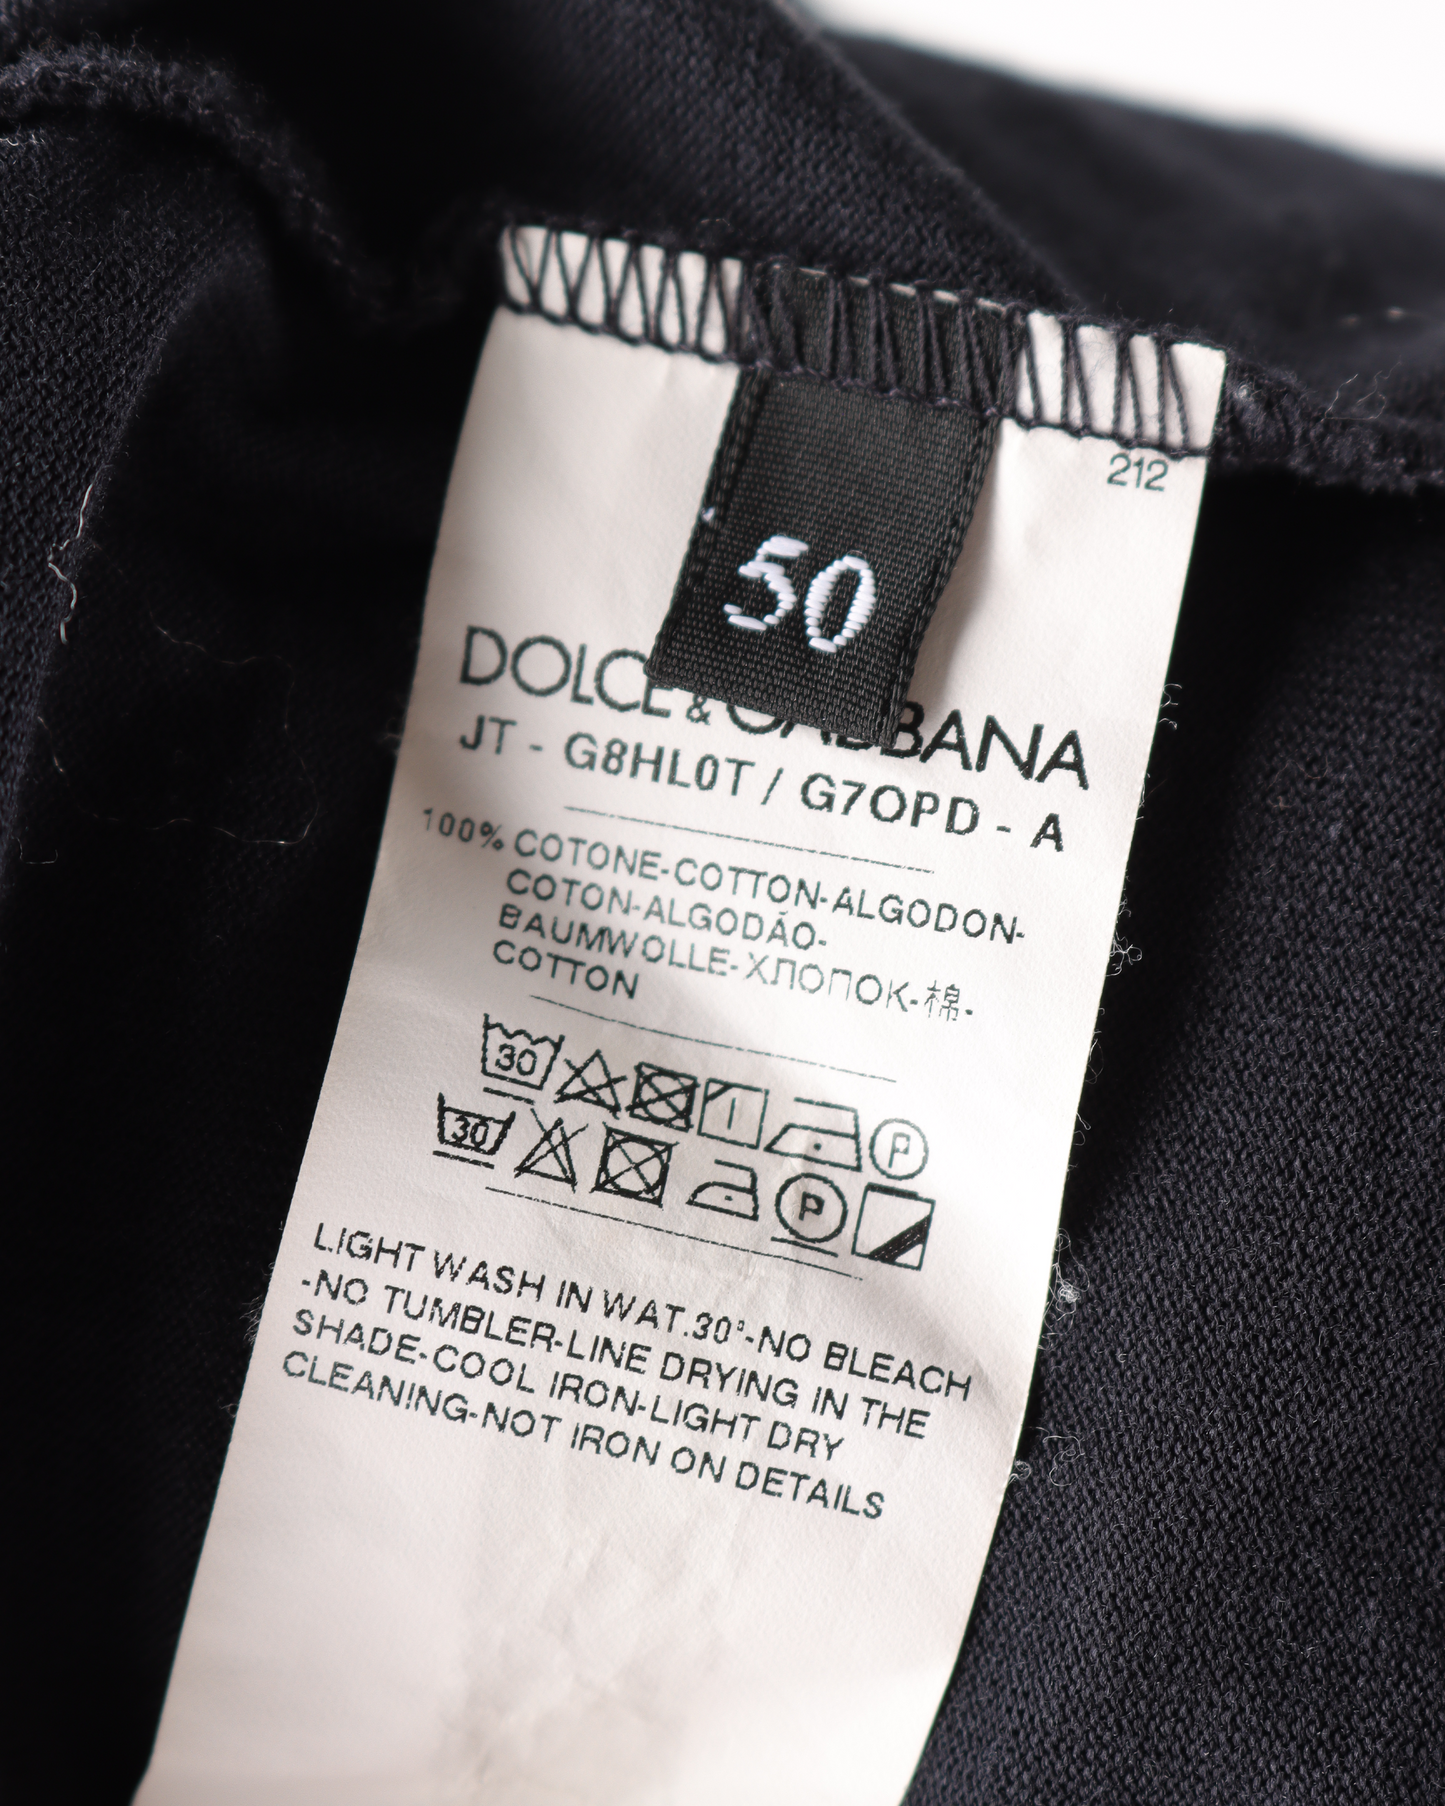 212
50
DOLCE & GABBANA
JT - G8HL0T / G7OPD - A
100% COTONE-COTTON-ALGODON-
COTON-ALGODÃO-
BAUMWOLLE-ХЛОПОК-棉-
COTTON
30 P
30 P
LIGHT WASH IN WAT.30°-NO BLEACH
-NO TUMBLER-LINE DRYING IN THE
SHADE-COOL IRON-LIGHT DRY
CLEANING-NOT IRON ON DETAILS